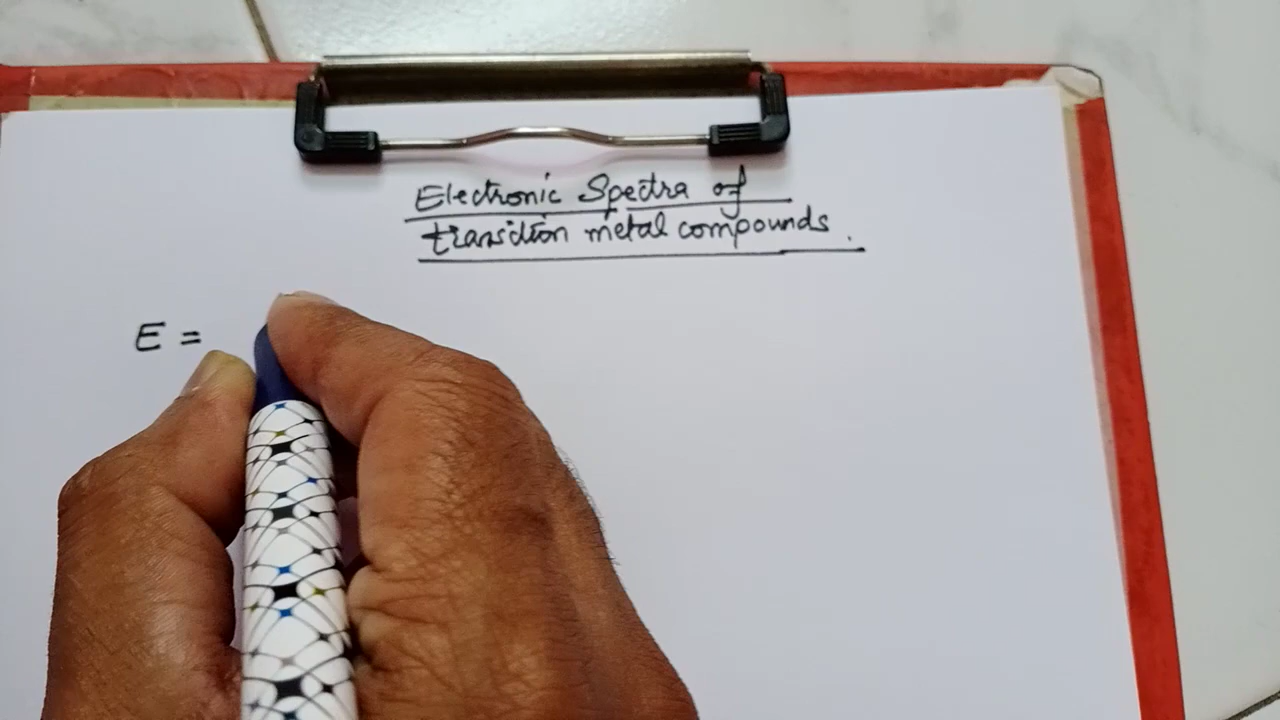 Electronic Spectra of
transition metal compounds.
E =